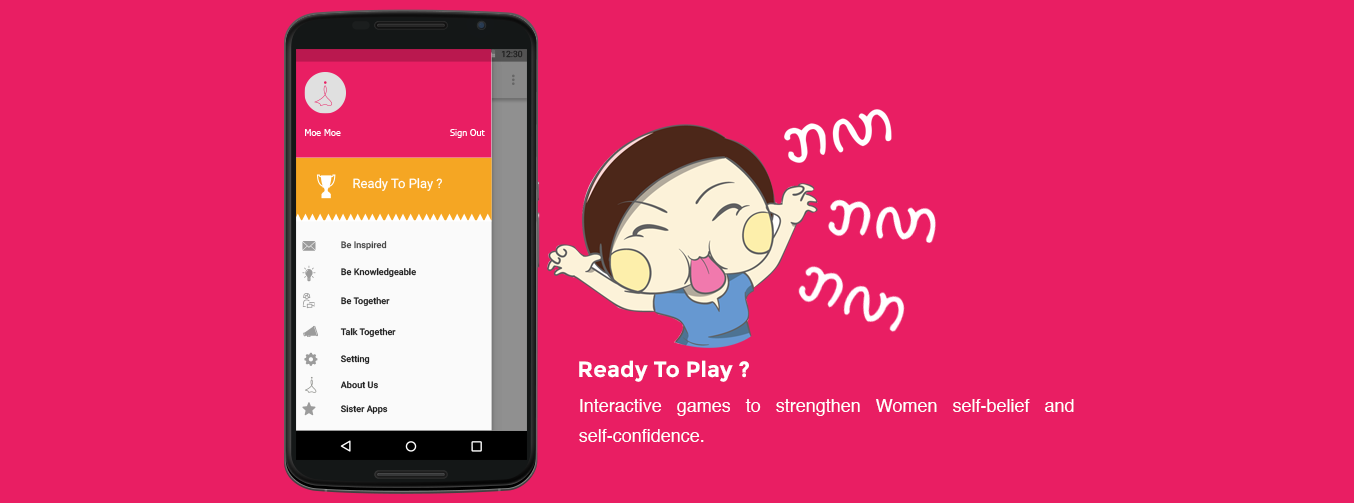 12:30
Moe Moe Sign Out
Ready To Play ?
Be Inspired
Be Knowledgeable
Be Together
Talk Together
Setting
About Us
Sister Apps
ဘလာ
ဘလာ
ဘလာ
Ready To Play ?
Interactive games to strengthen Women self-belief and
self-confidence.